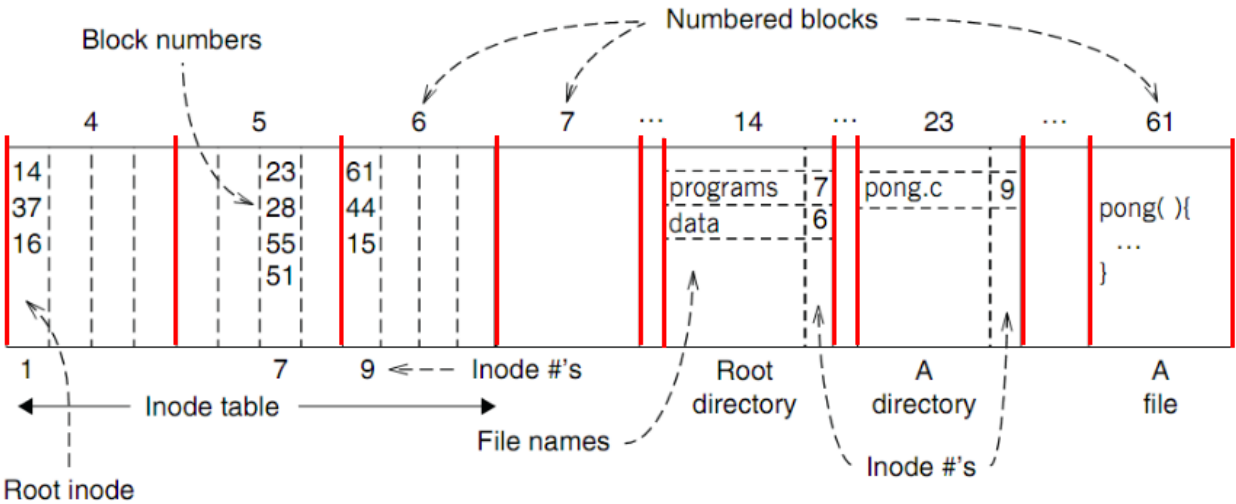 Numbered blocks
Block numbers
4 5 6 7 ... 14 ... 23 ... 61
14 23 61
37 28 44
16 55 15
51
programs 7
data 6
pong.c 9
pong( ){
...
}
1 7 9 Inode #'s
Inode table
Root
directory
A
directory
A
file
File names
Inode #'s
Root inode